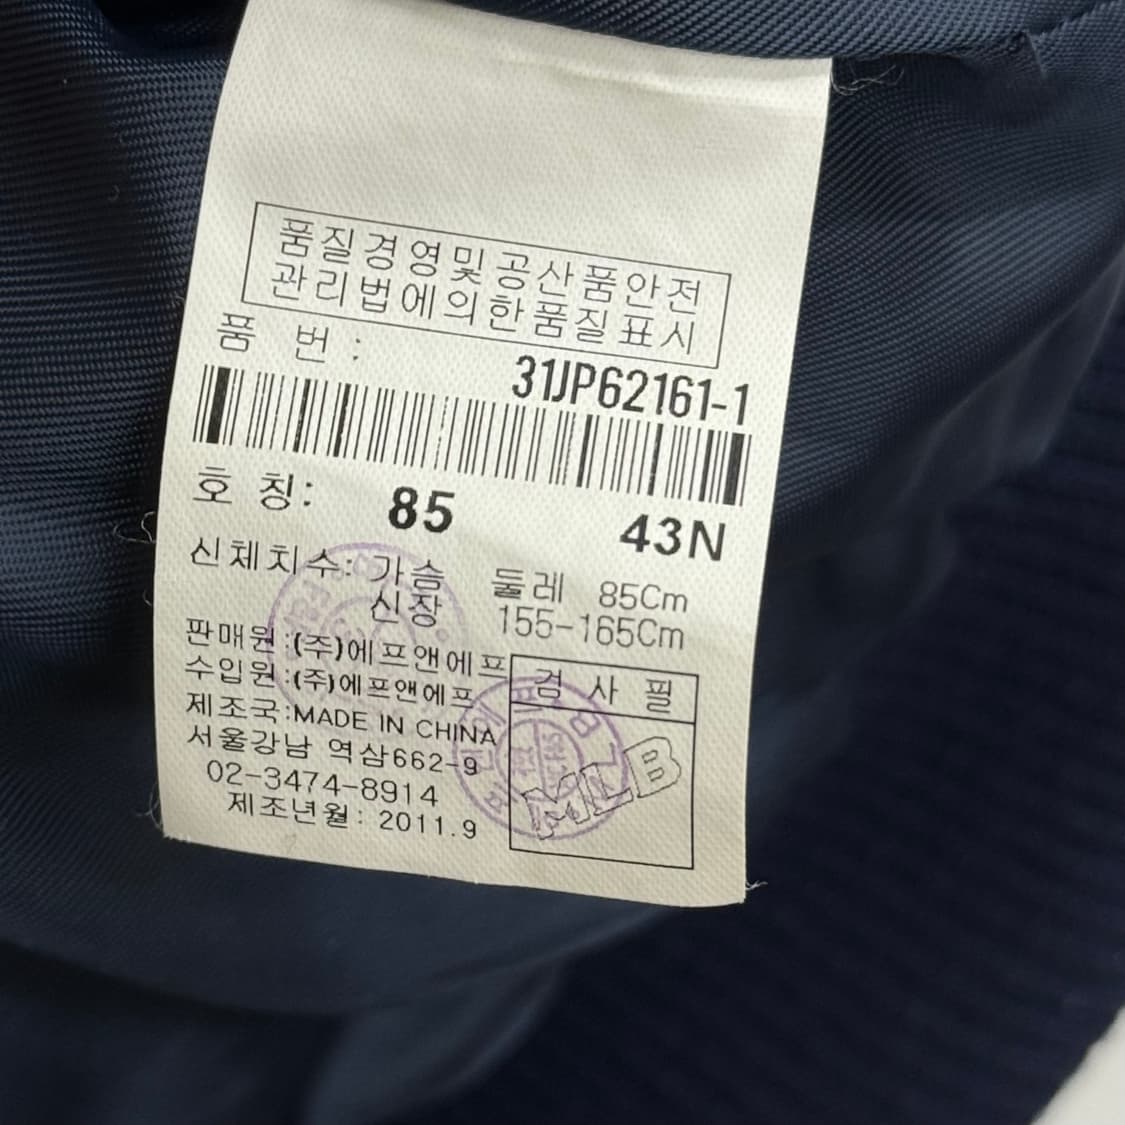 품질경영및공산품안전
관리법에의한품질표시
품 번 : 31JP62161-1
호 칭: 85 43N
신체치수: 가슴 둘레 85Cm
신장 155-165Cm
판매원:(주)에프앤에프
수입원:(주)에프앤에프
제조국:MADE IN CHINA
서울강남 역삼662-9
02-3474-8914
제조년월: 2011.9
검 사 필
MLB